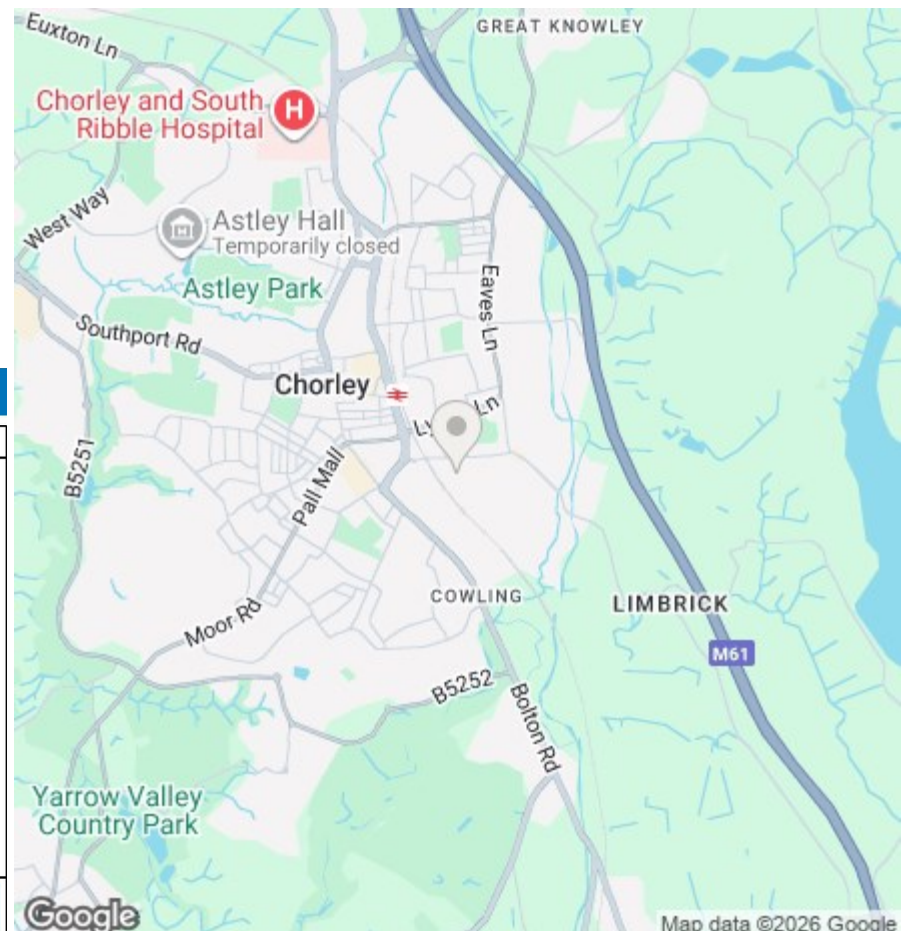 GREAT KNOWLEY
Euxton Ln
Chorley and South
Ribble Hospital
H
West Way
Astley Hall
Temporarily closed
Astley Park
Eaves Ln
Southport Rd
Chorley
B5251
Pall Mall
COWLING
LIMBRICK
Moor Rd
M61
B5252
Bolton Rd
Yarrow Valley
Country Park
Google
Map data ©2026 Google